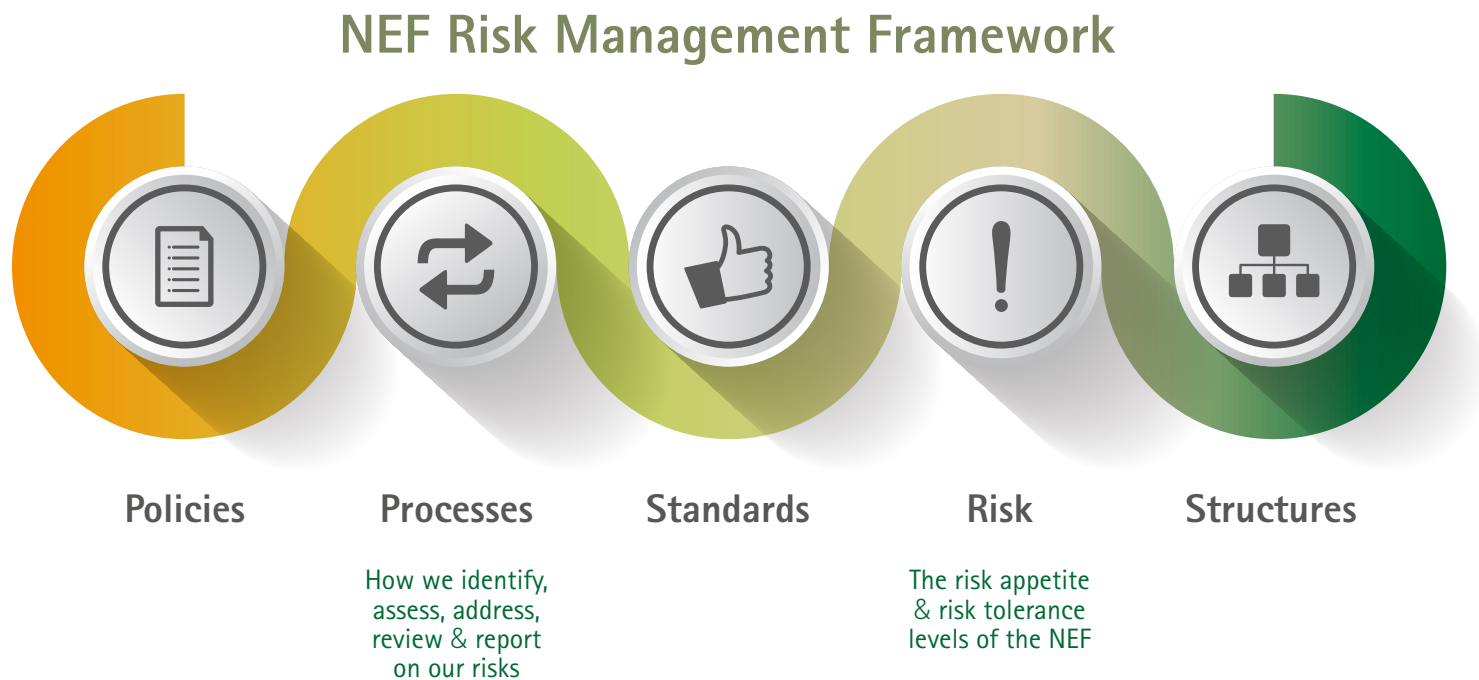 NEF Risk Management Framework
Policies
Processes
How we identify,
assess, address,
review & report
on our risks
Standards
Risk
The risk appetite
& risk tolerance
levels of the NEF
Structures